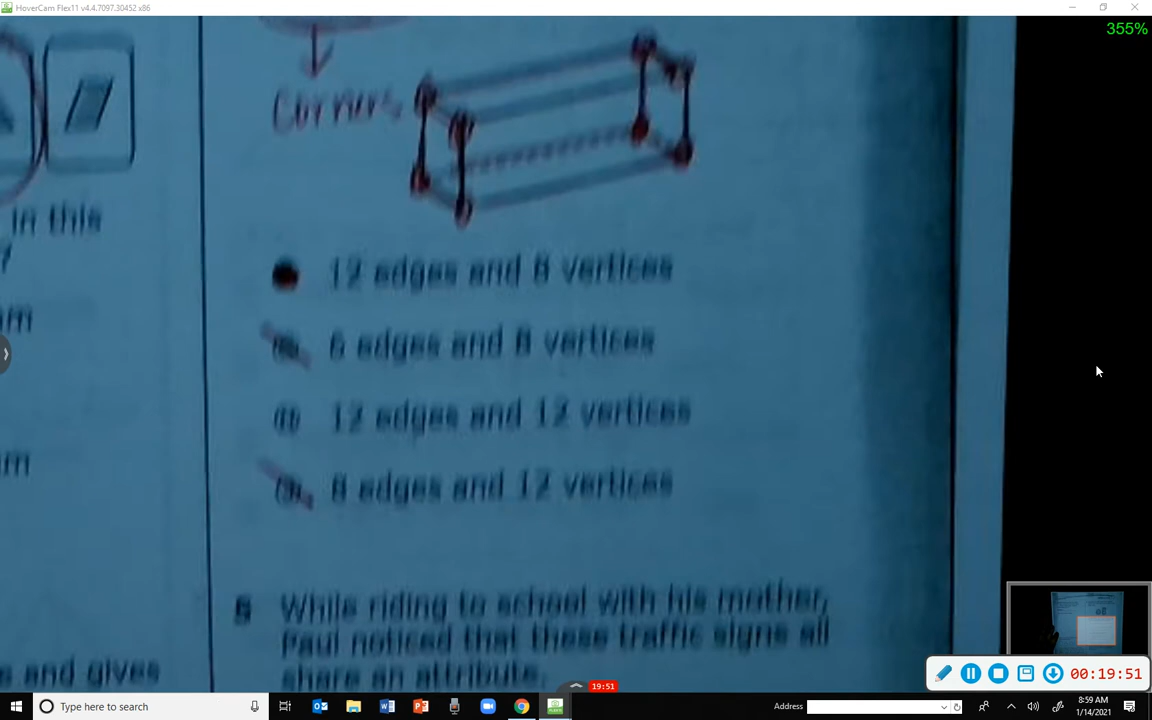 HoverCam Flex11 v4.4.7097.30452 x86
355%
Corners
in this
?
am
m
s and gives
12 edges and 8 vertices
6 edges and 8 vertices
12 edges and 12 vertices
8 edges and 12 vertices
5 While riding to school with his mother,
Paul noticed that these traffic signs all
share an attribute.
00:19:51
19:51
Type here to search
Address
8:59 AM
1/14/2021